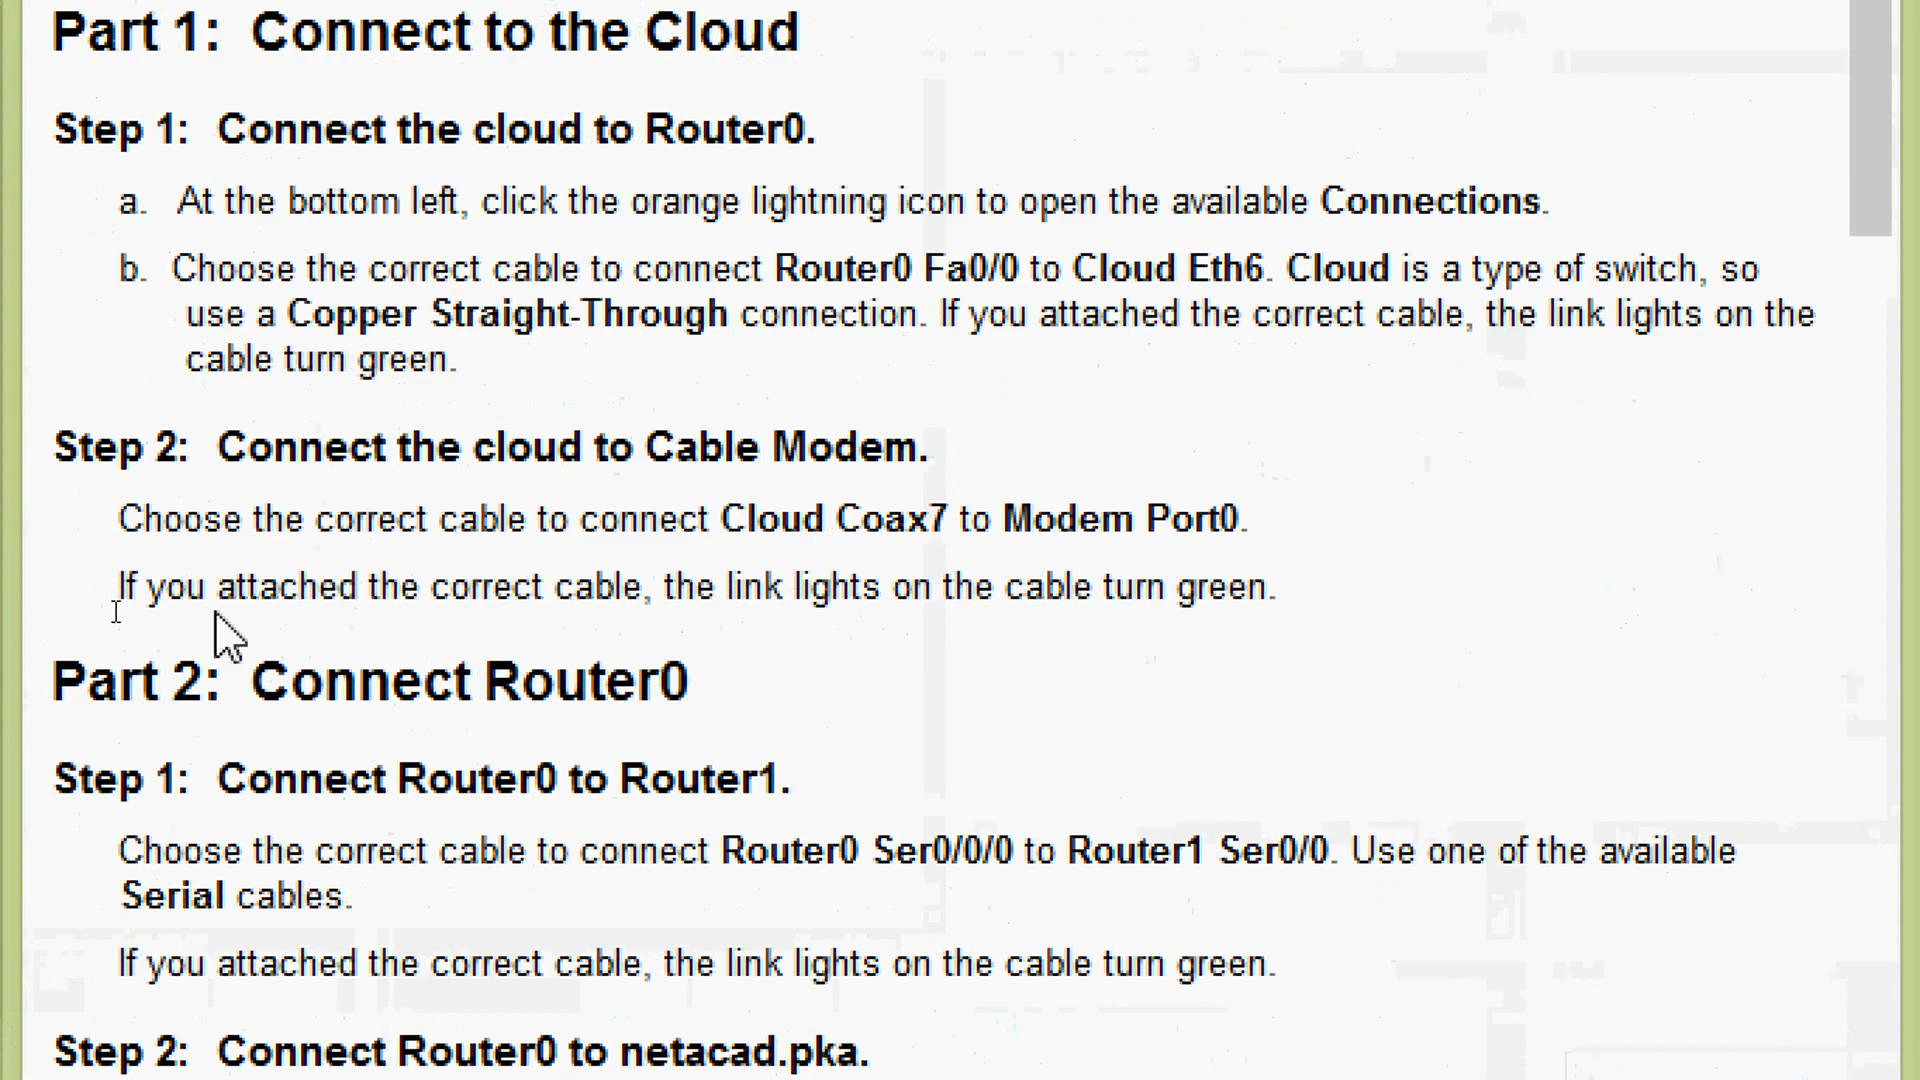 Part 1: Connect to the Cloud
Step 1: Connect the cloud to Router0.
a. At the bottom left, click the orange lightning icon to open the available Connections.
b. Choose the correct cable to connect Router0 Fa0/0 to Cloud Eth6. Cloud is a type of switch, so
use a Copper Straight-Through connection. If you attached the correct cable, the link lights on the
cable turn green.
Step 2: Connect the cloud to Cable Modem.
Choose the correct cable to connect Cloud Coax7 to Modem Port0.
If you attached the correct cable, the link lights on the cable turn green.
Part 2: Connect Router0
Step 1: Connect Router0 to Router1.
Choose the correct cable to connect Router0 Ser0/0/0 to Router1 Ser0/0. Use one of the available
Serial cables.
If you attached the correct cable, the link lights on the cable turn green.
Step 2: Connect Router0 to netacad.pka.